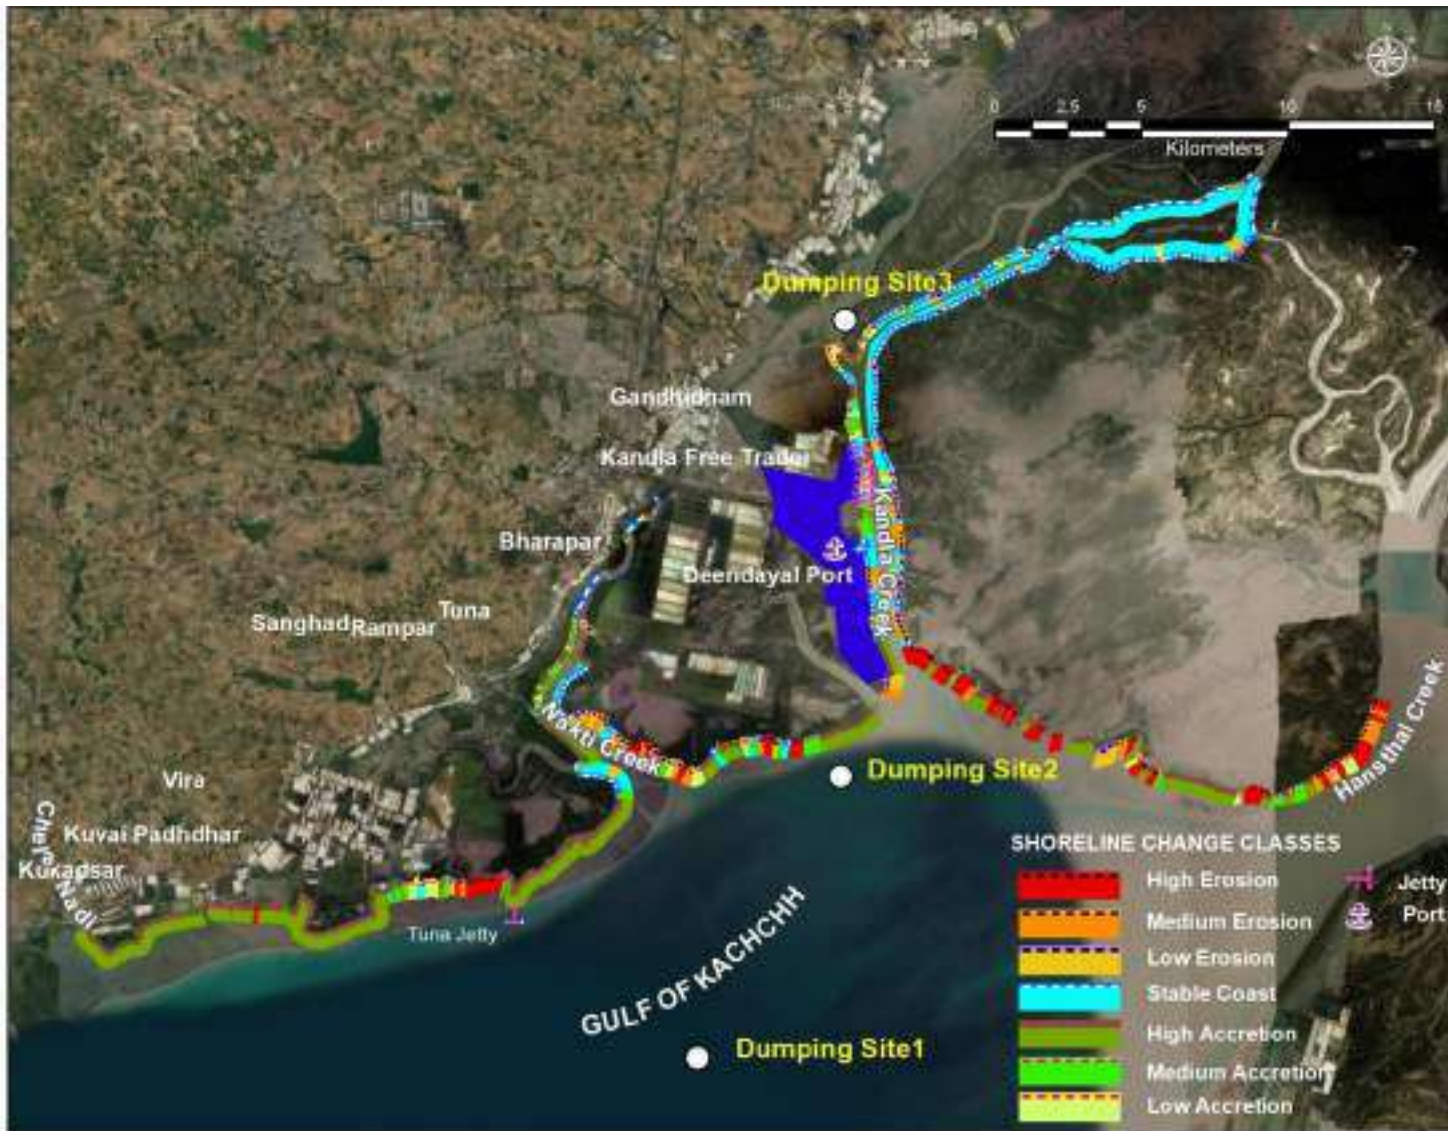 0 2.5 5 10 15
Kilometers
Dumping Site3
Gandhidham
Kandla Free Trader
Kandla Creek
Bharapar
Deendayal Port
Tuna
Sanghad Rampar
Nakti Creek
Hansthal Creek
Dumping Site2
Vira
Kuvai Padhdhar
Kukadsar
Nadi
Tuna Jetty
GULF OF KACHCHH
Dumping Site1
SHORELINE CHANGE CLASSES
High Erosion
Medium Erosion
Low Erosion
Stable Coast
High Accretion
Medium Accretion
Low Accretion
Jetty
Port